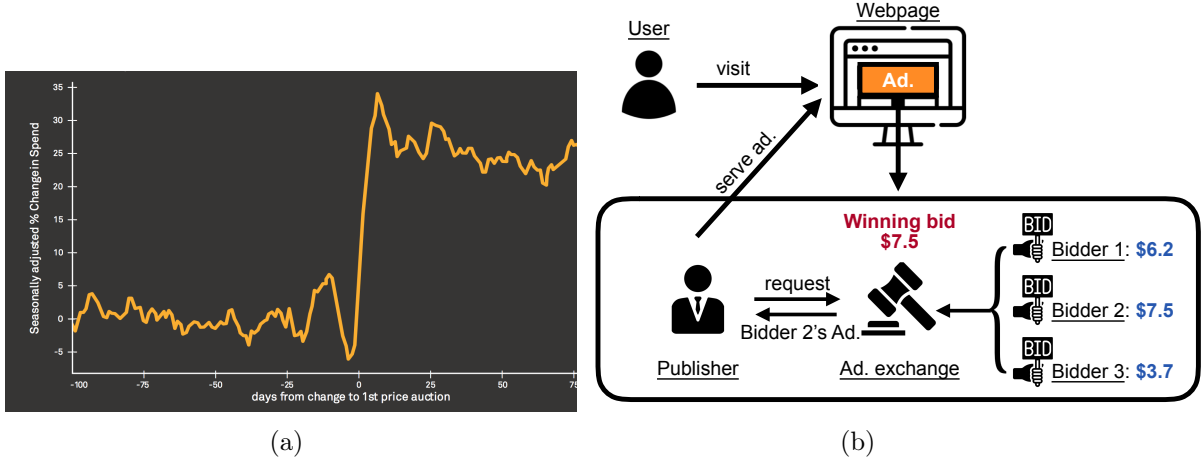 Seasonally adjusted % Change in Spend
35
30
25
20
15
10
5
0
-5
-100
-75
-50
-25
0
25
50
75
days from change to 1st price auction
(a)
Webpage
User
visit
Ad.
serve ad.
Winning bid
$7.5
BID
Bidder 1: $6.2
request
BID
Bidder 2: $7.5
Bidder 2's Ad.
BID
Publisher
Ad. exchange
Bidder 3: $3.7
(b)